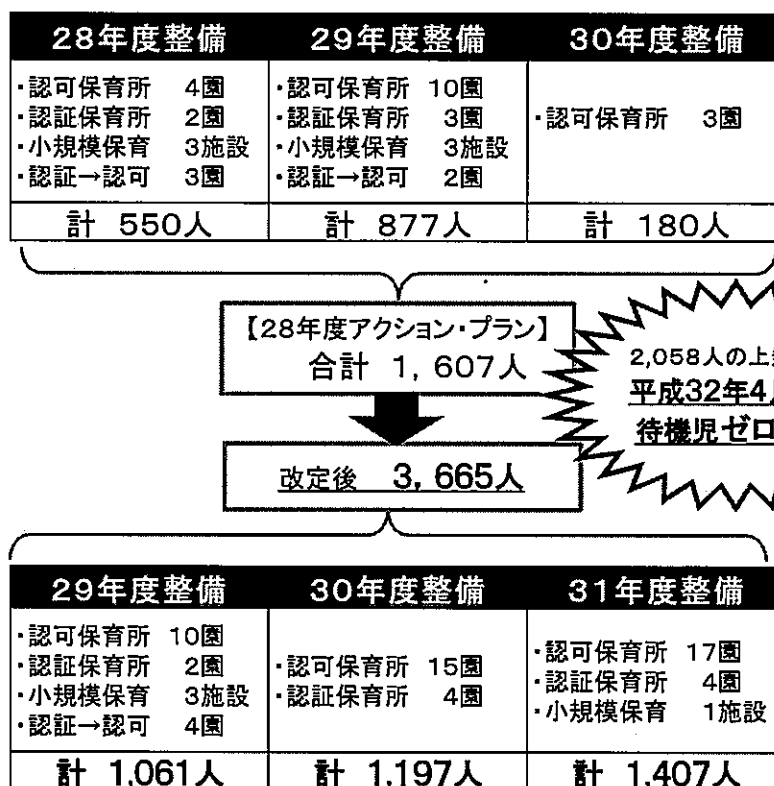 28年度整備 29年度整備 30年度整備
・認可保育所 4園
・認証保育所 2園
・小規模保育 3施設
・認証→認可 3園
・認可保育所 10園
・認証保育所 3園
・小規模保育 3施設
・認証→認可 2園
・認可保育所 3園
計 550人 計 877人 計 180人
【28年度アクション・プラン】
合計 1,607人
2,058人の上
平成32年4
待機児ゼロ
改定後 3,665人
29年度整備 30年度整備 31年度整備
・認可保育所 10園
・認証保育所 2園
・小規模保育 3施設
・認証→認可 4園
・認可保育所 15園
・認証保育所 4園
・認可保育所 17園
・認証保育所 4園
・小規模保育 1施設
計 1,061人 計 1,197人 計 1,407人